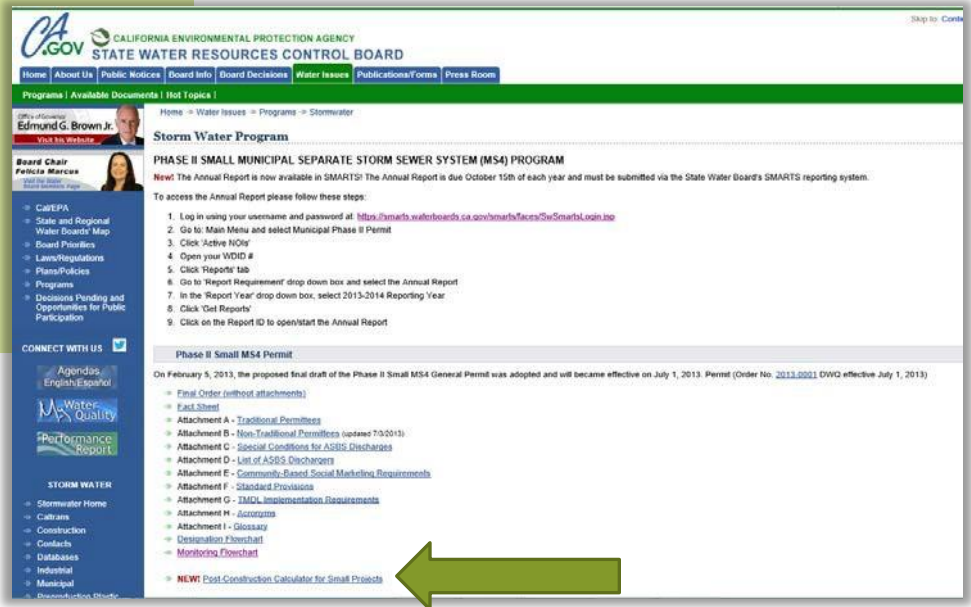 Skip to: Conte
CA.GOV
CALIFORNIA ENVIRONMENTAL PROTECTION AGENCY
STATE WATER RESOURCES CONTROL BOARD
Home About Us Public Notices Board Info Board Decisions Water Issues Publications/Forms Press Room
Programs | Available Documents | Hot Topics |
Office of Governor
Edmund G. Brown Jr.
Visit his Website
Board Chair
Felicia Marcus
Visit the State
Board Members Page
Cal/EPA
State and Regional
Water Boards' Map
Board Priorities
Laws/Regulations
Plans/Policies
Programs
Decisions Pending and
Opportunities for Public
Participation
CONNECT WITH US
Agendas
English/Español
My Water
Quality
Performance
Report
STORM WATER
Stormwater Home
Caltrans
Construction
Contacts
Databases
Industrial
Municipal
Preproduction Plastic
Home → Water Issues → Programs → Stormwater
Storm Water Program
PHASE II SMALL MUNICIPAL SEPARATE STORM SEWER SYSTEM (MS4) PROGRAM
New! The Annual Report is now available in SMARTS! The Annual Report is due October 15th of each year and must be submitted via the State Water Board's SMARTS reporting system.
To access the Annual Report please follow these steps:
1. Log in using your username and password at: https://smarts.waterboards.ca.gov/smarts/faces/SwSmartsLogin.jsp
2. Go to: Main Menu and select Municipal Phase II Permit
3. Click 'Active NOIs'
4. Open your WDID #
5. Click 'Reports' tab
6. Go to 'Report Requirement' drop down box and select the Annual Report
7. In the 'Report Year' drop down box, select 2013-2014 Reporting Year
8. Click 'Get Reports'
9. Click on the Report ID to open/start the Annual Report
Phase II Small MS4 Permit
On February 5, 2013, the proposed final draft of the Phase II Small MS4 General Permit was adopted and will became effective on July 1, 2013. Permit (Order No. 2013-0001 DWQ effective July 1, 2013)
Final Order (without attachments)
Fact Sheet
Attachment A - Traditional Permittees
Attachment B - Non-Traditional Permittees (updated 7/3/2013)
Attachment C - Special Conditions for ASBS Discharges
Attachment D - List of ASBS Dischargers
Attachment E - Community-Based Social Marketing Requirements
Attachment F - Standard Provisions
Attachment G - TMDL Implementation Requirements
Attachment H - Acronyms
Attachment I - Glossary
Designation Flowchart
Monitoring Flowchart
NEW! Post-Construction Calculator for Small Projects